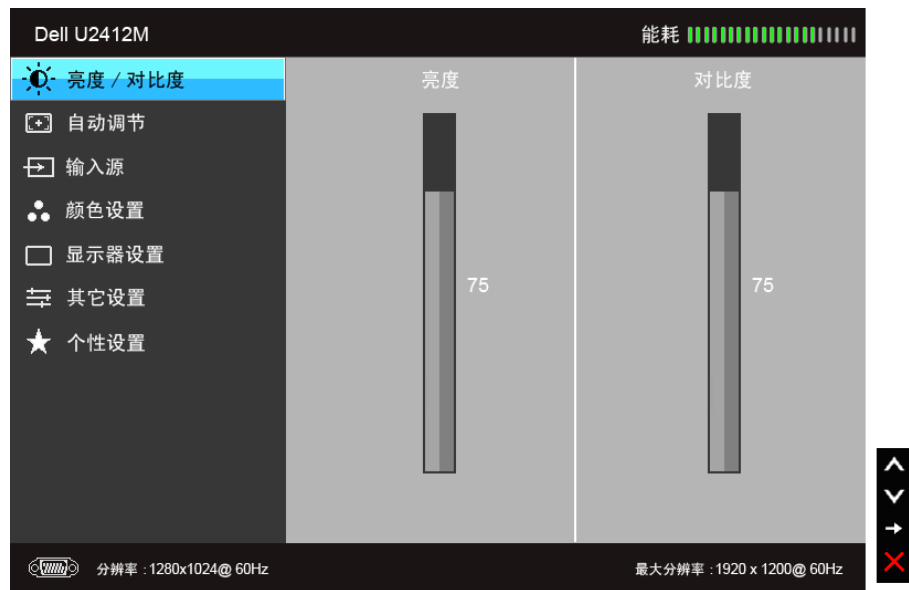 Dell U2412M
能耗
亮度 / 对比度
自动调节
输入源
颜色设置
显示器设置
其它设置
个性设置
亮度
75
对比度
75
分辨率 :1280x1024@ 60Hz
最大分辨率 :1920 x 1200@ 60Hz